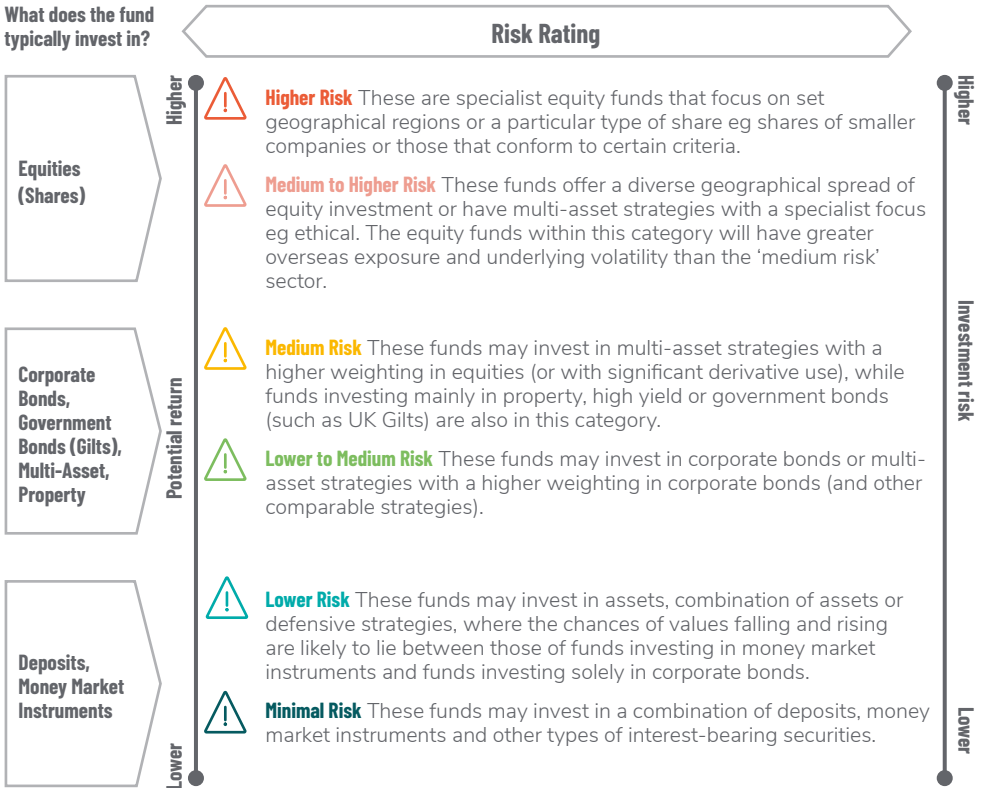 What does the fund
typically invest in?
Risk Rating
Higher
Higher
Equities
(Shares)
Higher Risk These are specialist equity funds that focus on set
geographical regions or a particular type of share eg shares of smaller
companies or those that conform to certain criteria.
Medium to Higher Risk These funds offer a diverse geographical spread of
equity investment or have multi-asset strategies with a specialist focus
eg ethical. The equity funds within this category will have greater
overseas exposure and underlying volatility than the ‘medium risk’
sector.
Investment risk
Potential return
Corporate
Bonds,
Government
Bonds (Gilts),
Multi-Asset,
Property
Medium Risk These funds may invest in multi-asset strategies with a
higher weighting in equities (or with significant derivative use), while
funds investing mainly in property, high yield or government bonds
(such as UK Gilts) are also in this category.
Lower to Medium Risk These funds may invest in corporate bonds or multi-
asset strategies with a higher weighting in corporate bonds (and other
comparable strategies).
Deposits,
Money Market
Instruments
Lower Risk These funds may invest in assets, combination of assets or
defensive strategies, where the chances of values falling and rising
are likely to lie between those of funds investing in money market
instruments and funds investing solely in corporate bonds.
Minimal Risk These funds may invest in a combination of deposits, money
market instruments and other types of interest-bearing securities.
Lower
Lower